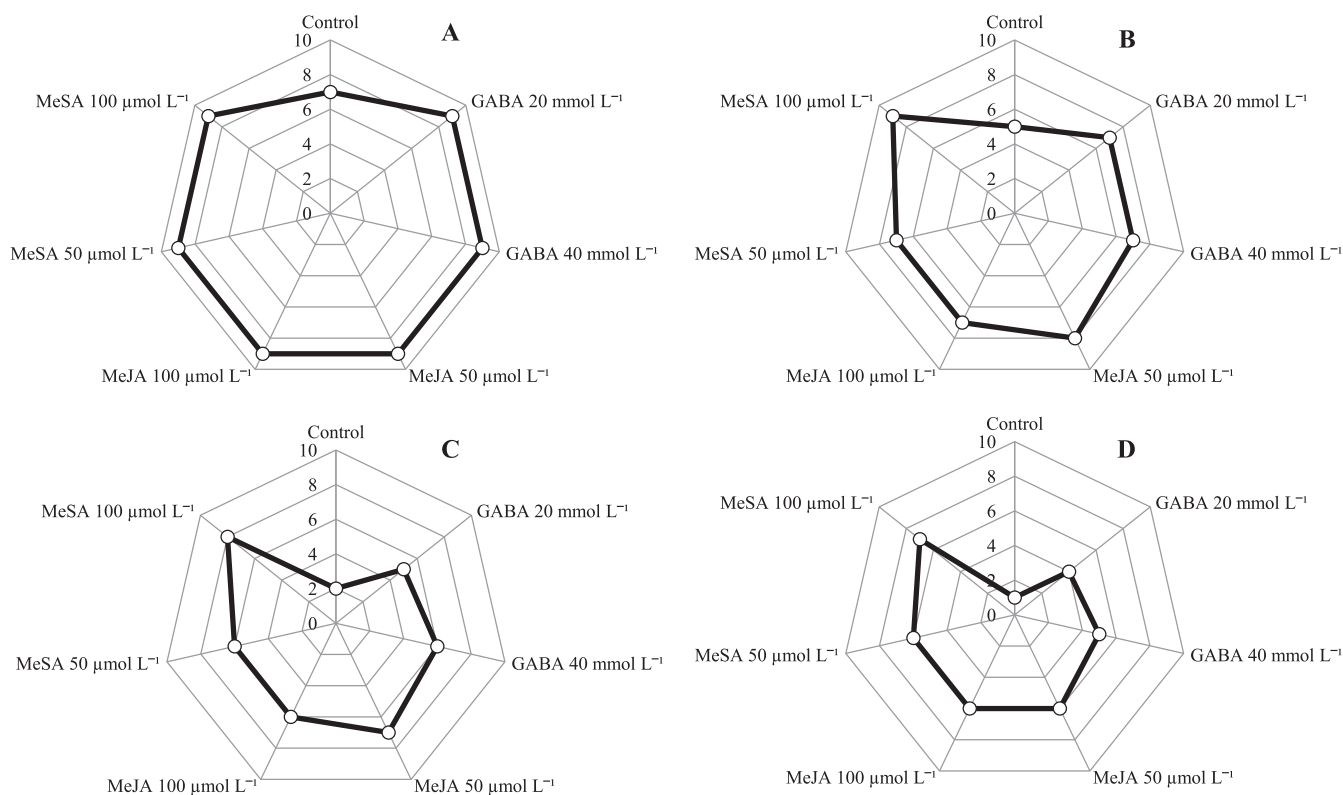 Control
A
10
8
6
4
2
0
GABA 20 mmol L⁻¹
GABA 40 mmol L⁻¹
MeJA 50 µmol L⁻¹
MeJA 100 µmol L⁻¹
MeSA 50 µmol L⁻¹
MeSA 100 µmol L⁻¹
Control
B
10
8
6
4
2
0
GABA 20 mmol L⁻¹
GABA 40 mmol L⁻¹
MeJA 50 µmol L⁻¹
MeJA 100 µmol L⁻¹
MeSA 50 µmol L⁻¹
MeSA 100 µmol L⁻¹
Control
C
10
8
6
4
2
0
GABA 20 mmol L⁻¹
GABA 40 mmol L⁻¹
MeJA 50 µmol L⁻¹
MeJA 100 µmol L⁻¹
MeSA 50 µmol L⁻¹
MeSA 100 µmol L⁻¹
Control
D
10
8
6
4
2
0
GABA 20 mmol L⁻¹
GABA 40 mmol L⁻¹
MeJA 50 µmol L⁻¹
MeJA 100 µmol L⁻¹
MeSA 50 µmol L⁻¹
MeSA 100 µmol L⁻¹